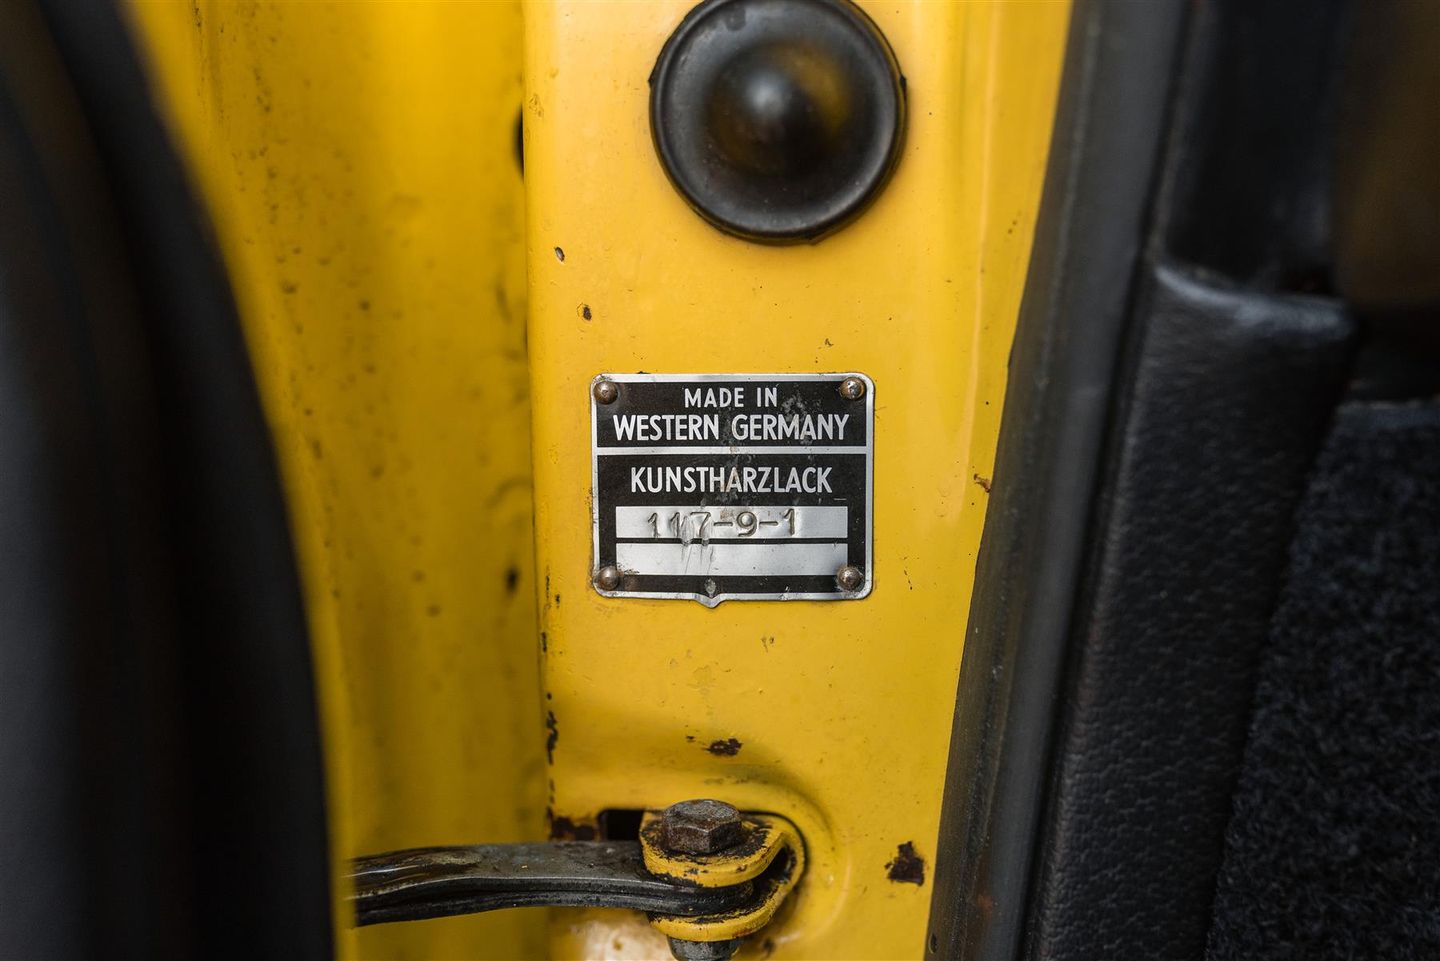 MADE IN
WESTERN GERMANY
KUNSTHARZLACK
117-9-1